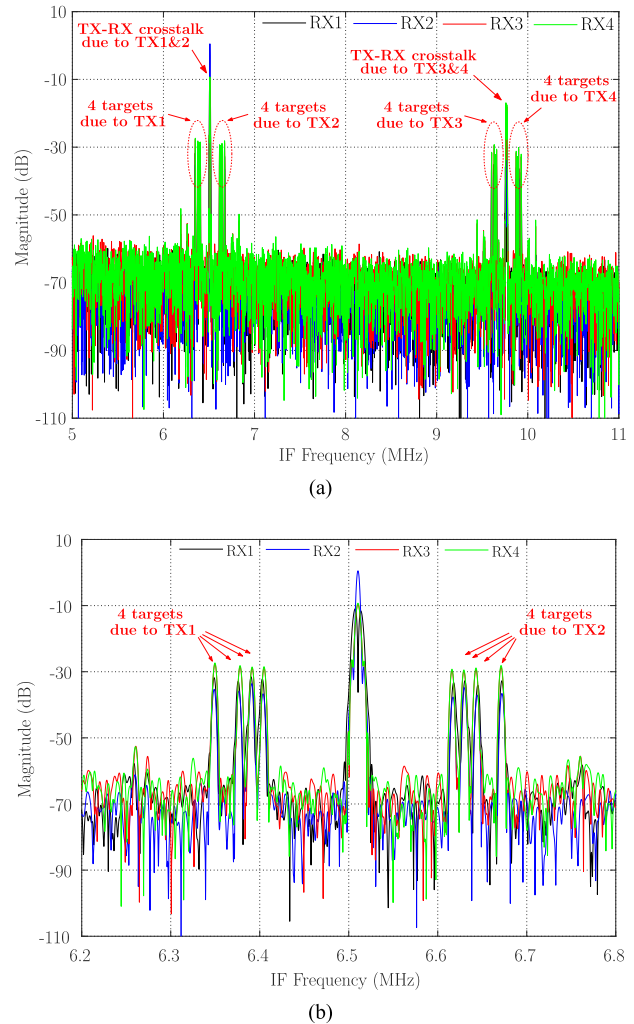 10
RX1 RX2 RX3 RX4
TX-RX crosstalk
due to TX1&2
TX-RX crosstalk
due to TX3&4
-10
4 targets
due to TX1
4 targets
due to TX2
4 targets
due to TX3
4 targets
due to TX4
-30
-50
-70
-90
-110
Magnitude (dB)
5 6 7 8 9 10 11
IF Frequency (MHz)
(a)
10
RX1 RX2 RX3 RX4
-10
4 targets
due to TX1
4 targets
due to TX2
-30
-50
-70
-90
-110
Magnitude (dB)
6.2 6.3 6.4 6.5 6.6 6.7 6.8
IF Frequency (MHz)
(b)